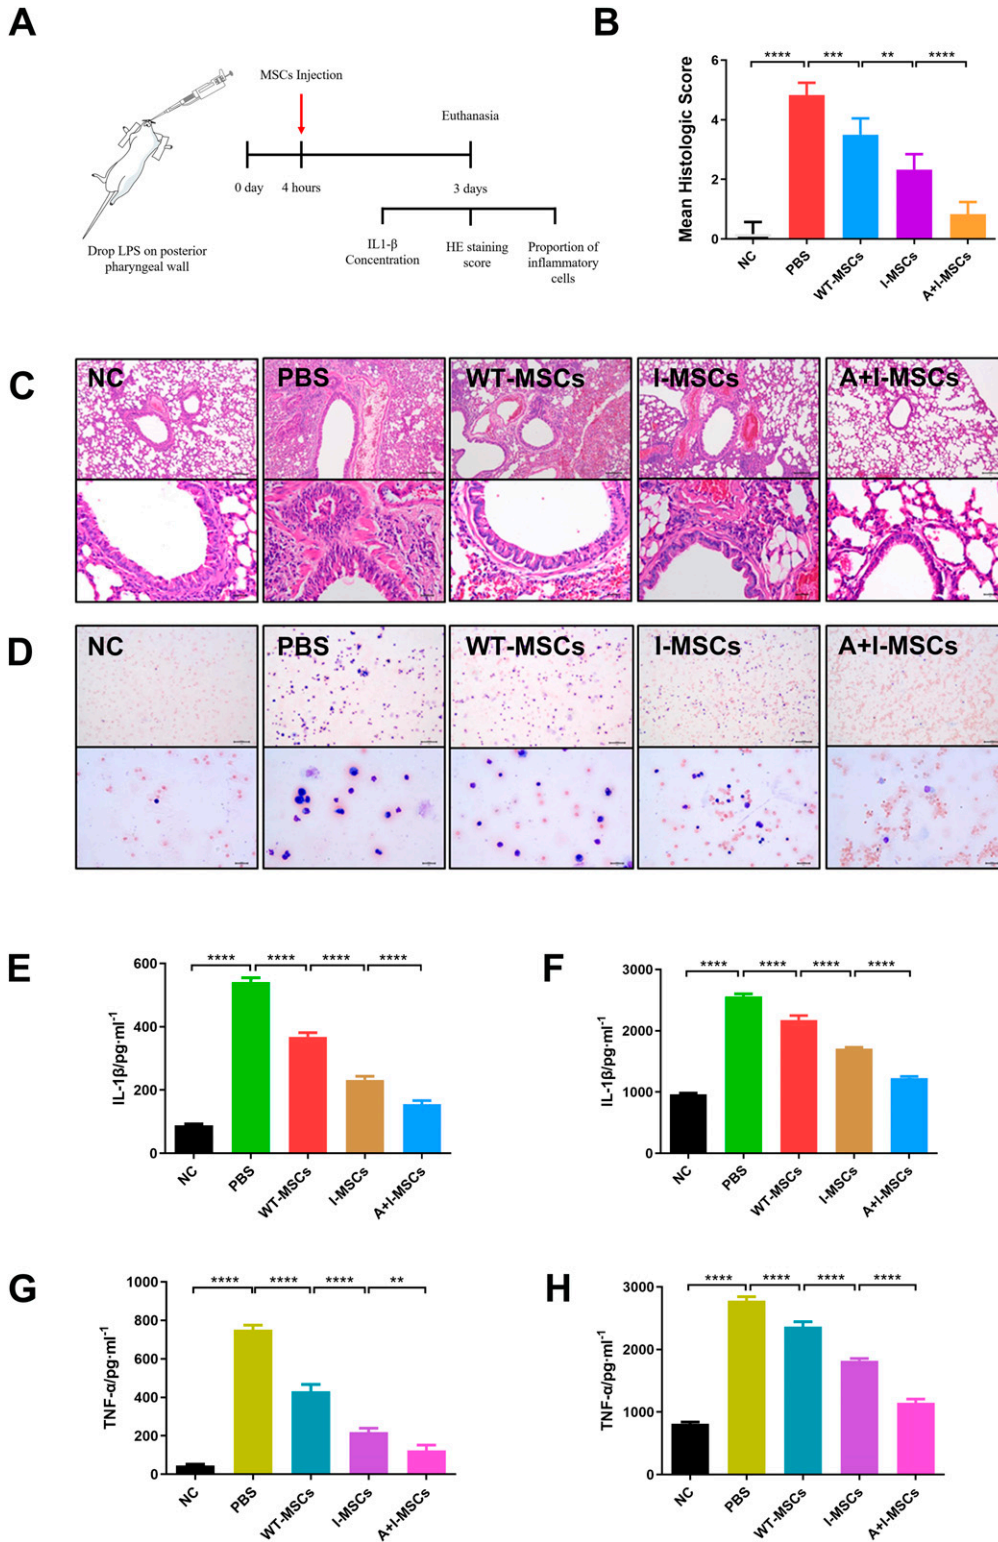 A
MSCs Injection
Euthanasia
0 day
4 hours
3 days
Drop LPS on posterior
pharyngeal wall
IL1-β
Concentration
HE staining
score
Proportion of
inflammatory
cells
B
Mean Histologic Score
6
4
2
0
**** *** ** ****
NC
PBS
WT-MSCs
I-MSCs
A+I-MSCs
C
NC
PBS
WT-MSCs
I-MSCs
A+I-MSCs
D
NC
PBS
WT-MSCs
I-MSCs
A+I-MSCs
E
IL-1β/pg·ml-1
600
400
200
0
**** **** **** ****
NC
PBS
WT-MSCs
I-MSCs
A+I-MSCs
F
IL-1β/pg·ml-1
3000
2000
1000
0
**** **** **** ****
NC
PBS
WT-MSCs
I-MSCs
A+I-MSCs
G
TNF-α/pg·ml-1
1000
800
600
400
200
0
**** **** **** **
NC
PBS
WT-MSCs
I-MSCs
A+I-MSCs
H
TNF-α/pg·ml-1
3000
2000
1000
0
**** **** **** ****
NC
PBS
WT-MSCs
I-MSCs
A+I-MSCs